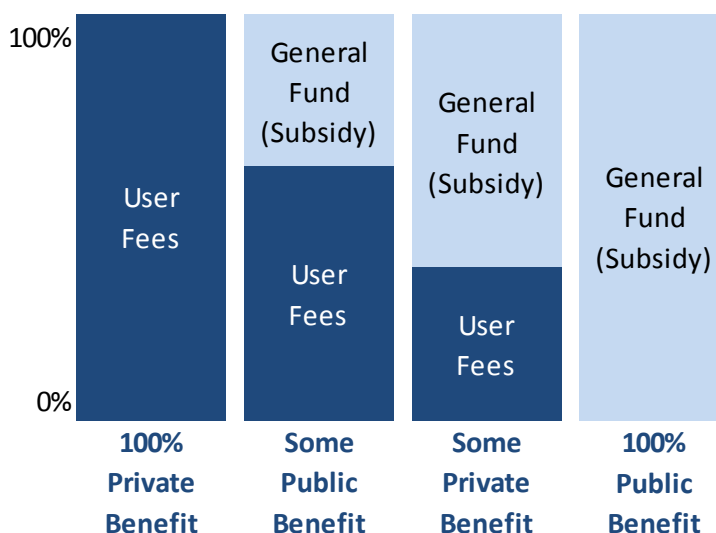 100%
0%
User
Fees
General
Fund
(Subsidy)
User
Fees
General
Fund
(Subsidy)
User
Fees
General
Fund
(Subsidy)
100%
Private
Benefit
Some
Public
Benefit
Some
Private
Benefit
100%
Public
Benefit